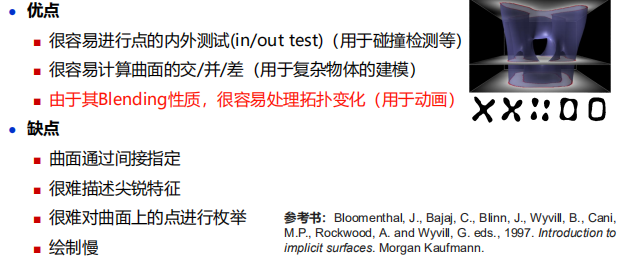 优点
很容易进行点的内外测试(in/out test)（用于碰撞检测等）
很容易计算曲面的交/并/差（用于复杂物体的建模）
由于其Blending性质，很容易处理拓扑变化（用于动画）
缺点
曲面通过间接指定
很难描述尖锐特征
很难对曲面上的点进行枚举
绘制慢
参考书：Bloomenthal, J., Bajaj, C., Blinn, J., Wyvill, B., Cani,
M.P., Rockwood, A. and Wyvill, G. eds., 1997. Introduction to
implicit surfaces. Morgan Kaufmann.